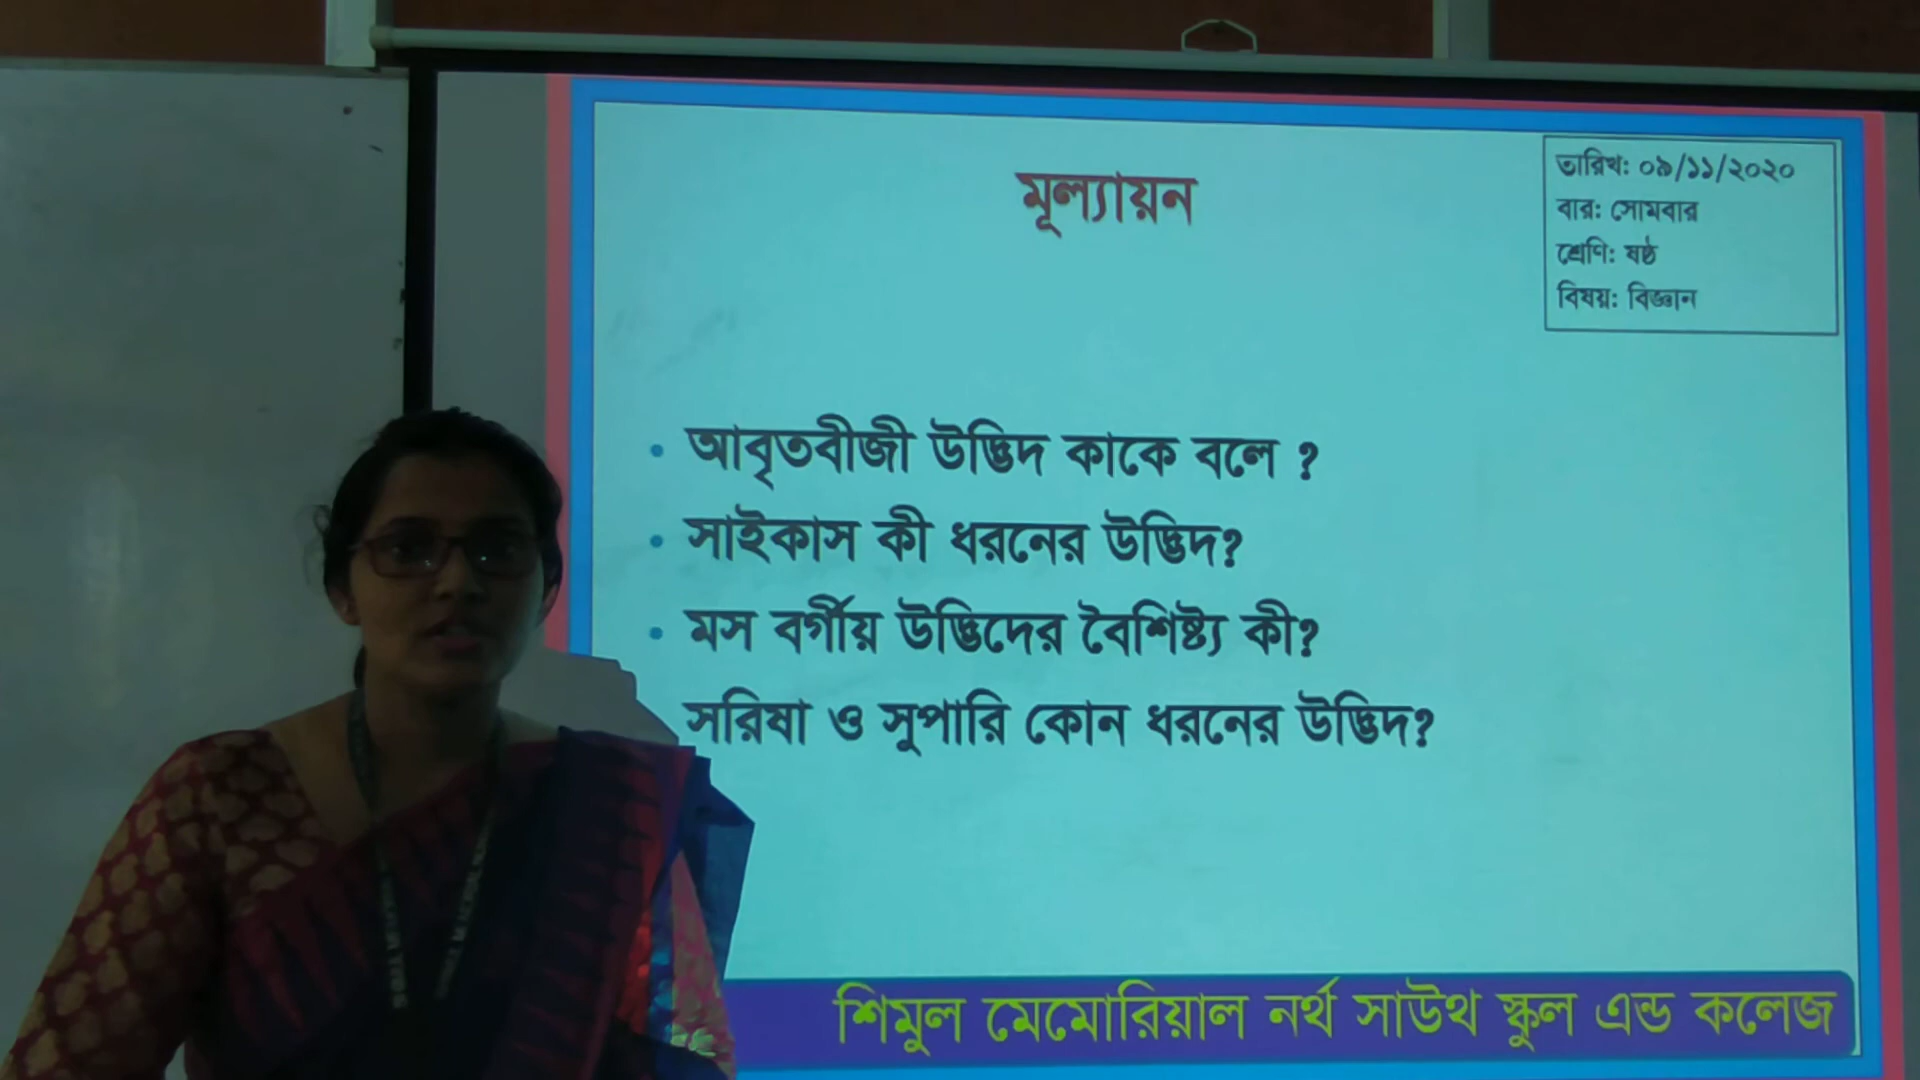 মূল্যায়ন
তারিখ: ০৯/১১/২০২০
বার: সোমবার
শ্রেণি: ষষ্ঠ
বিষয়: বিজ্ঞান
• আবৃতবীজী উদ্ভিদ কাকে বলে ?
• সাইকাস কী ধরনের উদ্ভিদ?
• মস বর্গীয় উদ্ভিদের বৈশিষ্ট্য কী?
সরিষা ও সুপারি কোন ধরনের উদ্ভিদ?
শিমুল মেমোরিয়াল নর্থ সাউথ স্কুল এন্ড কলেজ